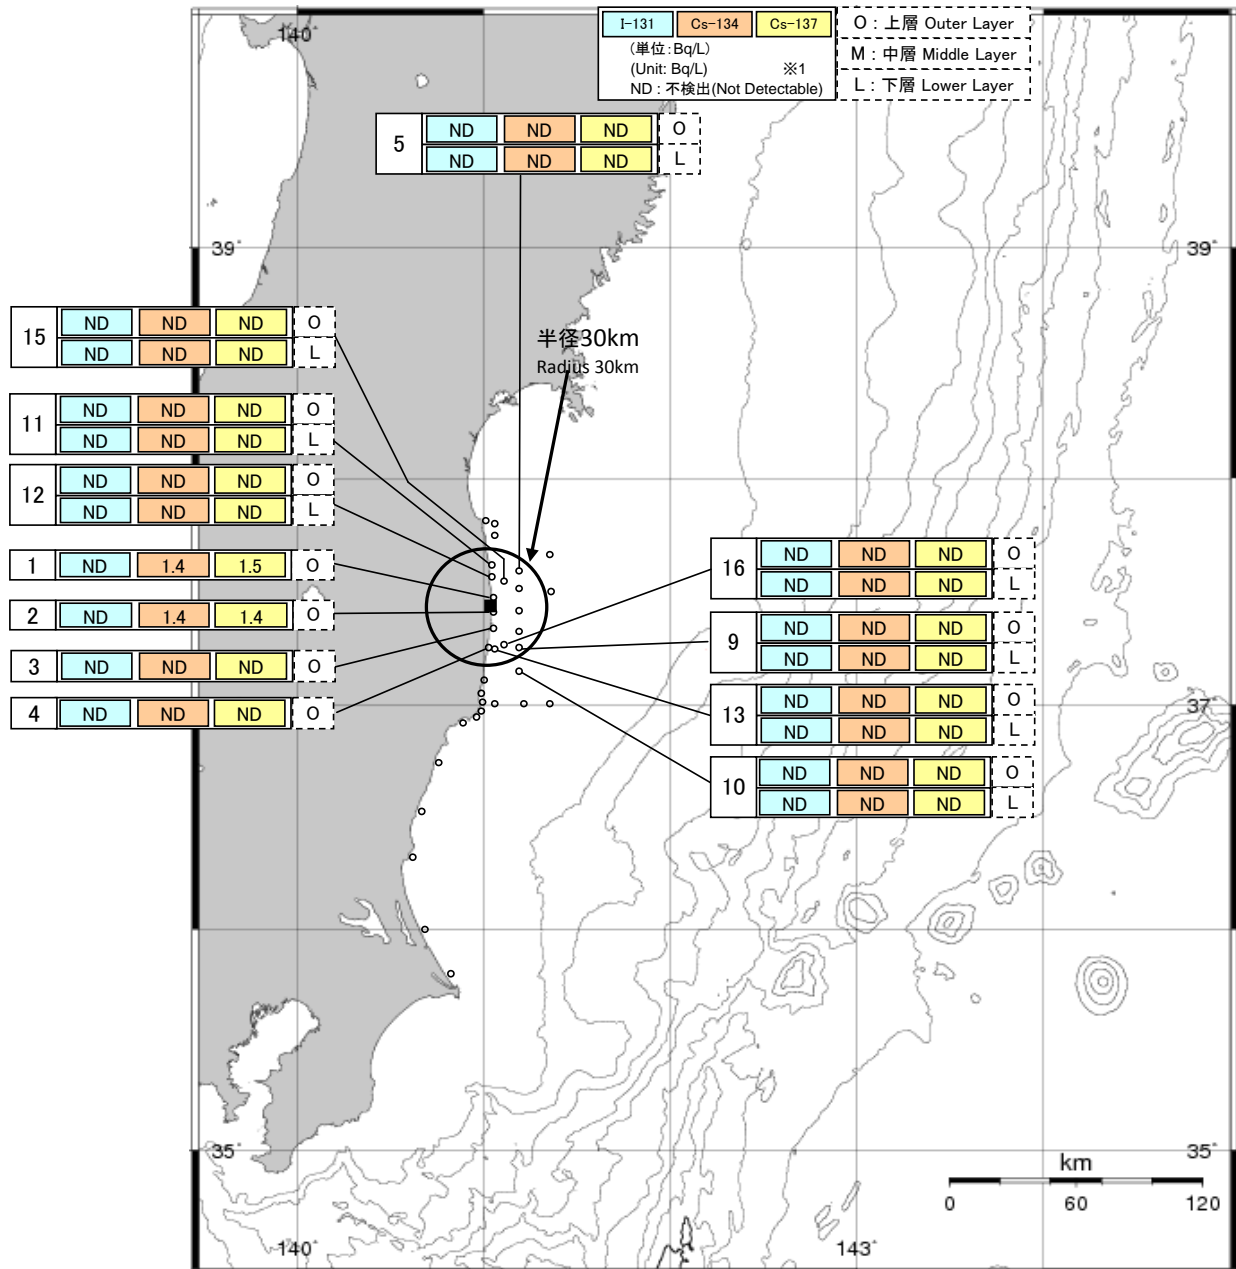 I-131 Cs-134 Cs-137
(単位:Bq/L)
(Unit: Bq/L) ※1
ND : 不検出(Not Detectable)
O : 上層 Outer Layer
M : 中層 Middle Layer
L : 下層 Lower Layer
140°
5 ND ND ND O
ND ND ND L
39° 39°
15 ND ND ND O
ND ND ND L
半径30km
Radius 30km
11 ND ND ND O
ND ND ND L
12 ND ND ND O
ND ND ND L
1 ND 1.4 1.5 O
2 ND 1.4 1.4 O
3 ND ND ND O
4 ND ND ND O
16 ND ND ND O
ND ND ND L
9 ND ND ND O
ND ND ND L
13 ND ND ND O
ND ND ND L
10 ND ND ND O
ND ND ND L
37°
35° 35°
km
0 60 120
140° 143°